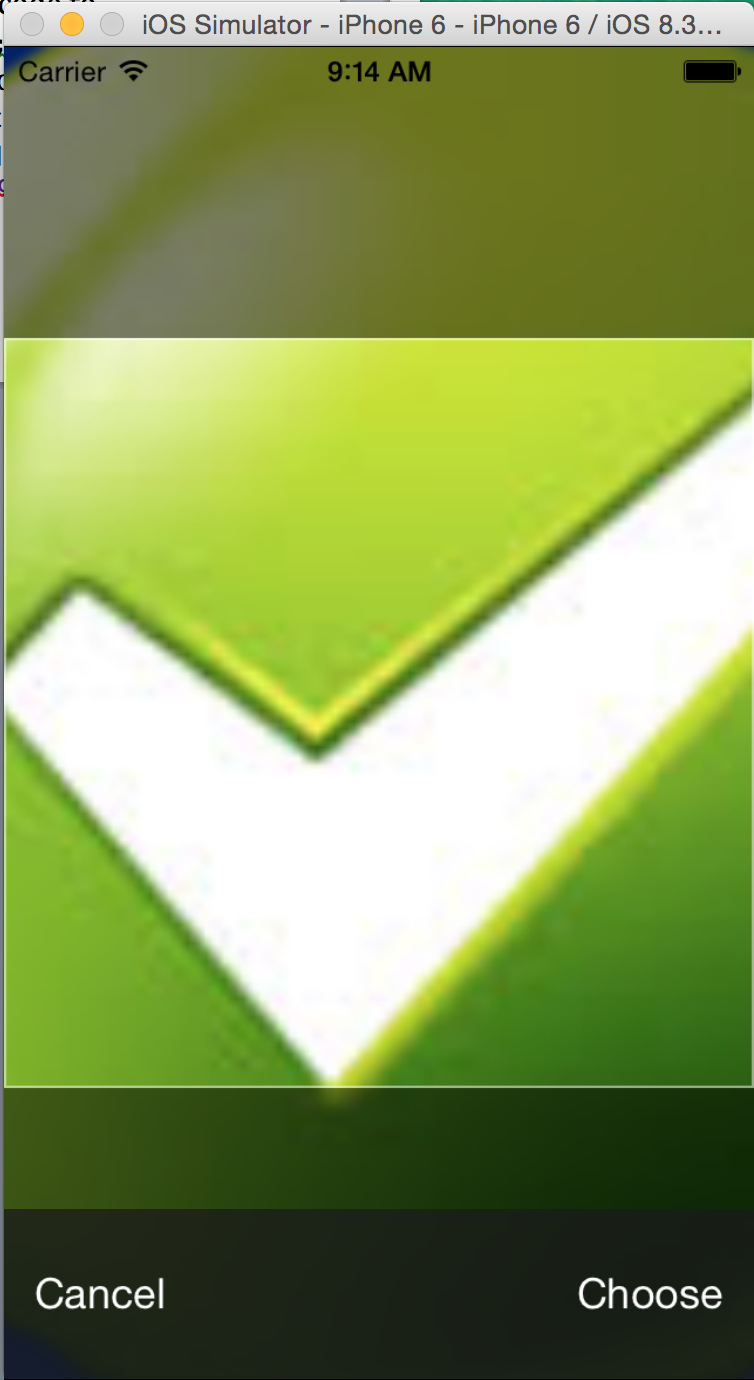 iOS Simulator - iPhone 6 - iPhone 6 / iOS 8.3...
Carrier 9:14 AM
Cancel Choose